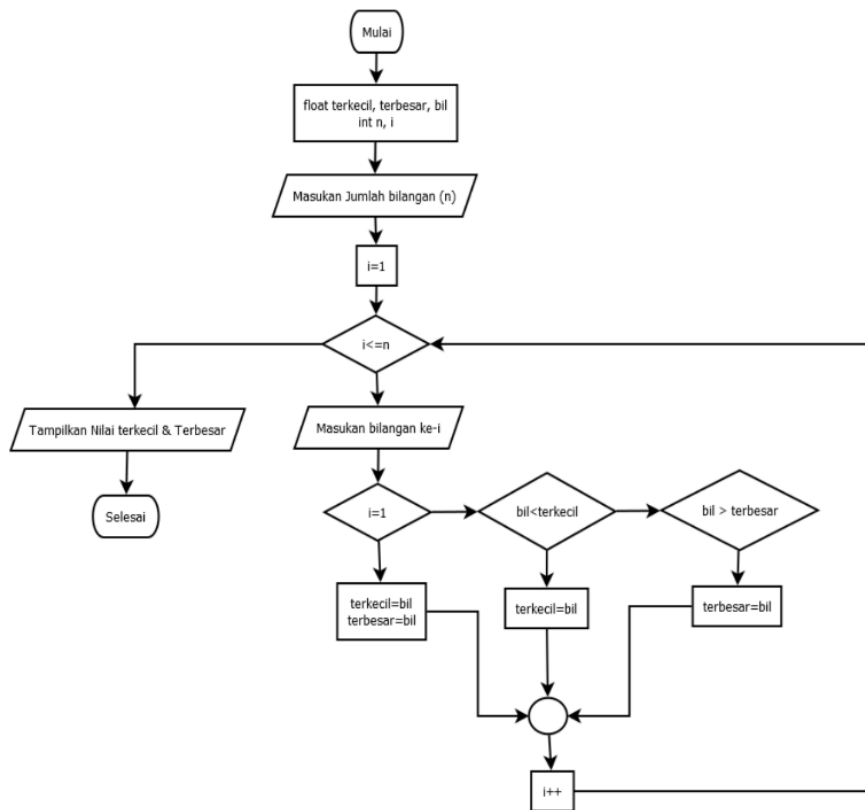 Mulai
float terkecil, terbesar, bil
int n, i
Masukan Jumlah bilangan (n)
i=1
i<=n
Tampilkan Nilai terkecil & Terbesar
Masukan bilangan ke-i
Selesai
i=1
bil<terkecil
bil > terbesar
terkecil=bil
terbesar=bil
terkecil=bil
terbesar=bil
i++